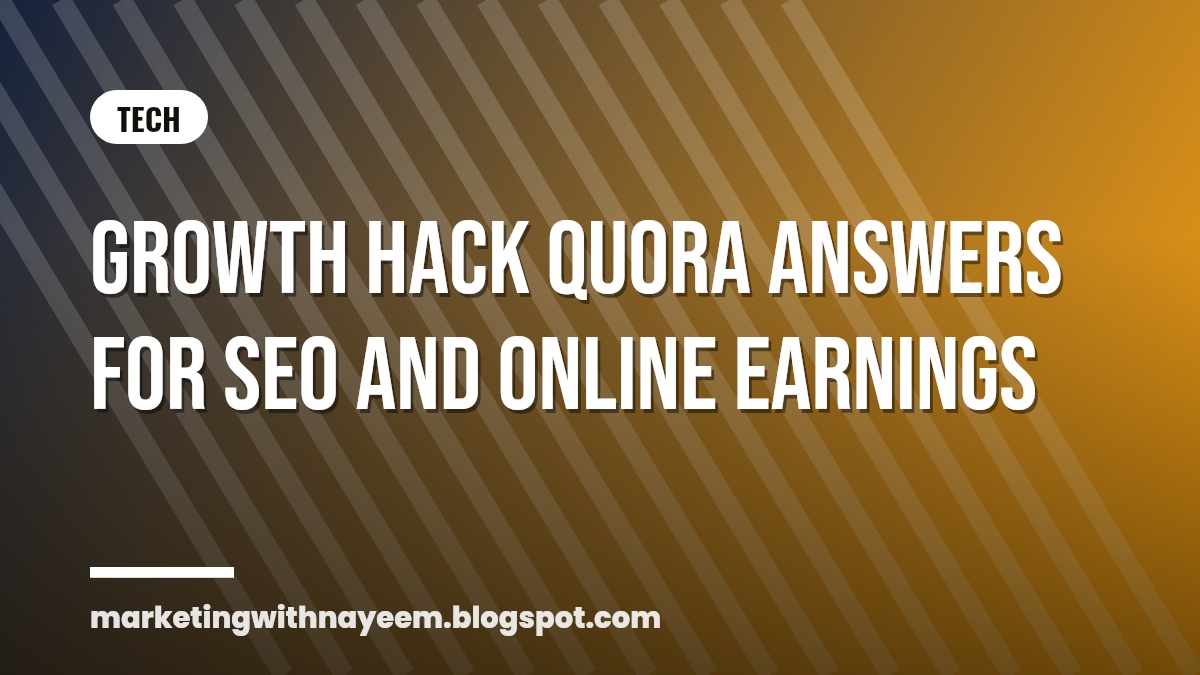 TECH
GROWTH HACK QUORA ANSWERS
FOR SEO AND ONLINE EARNINGS
marketingwithnayeem.blogspot.com